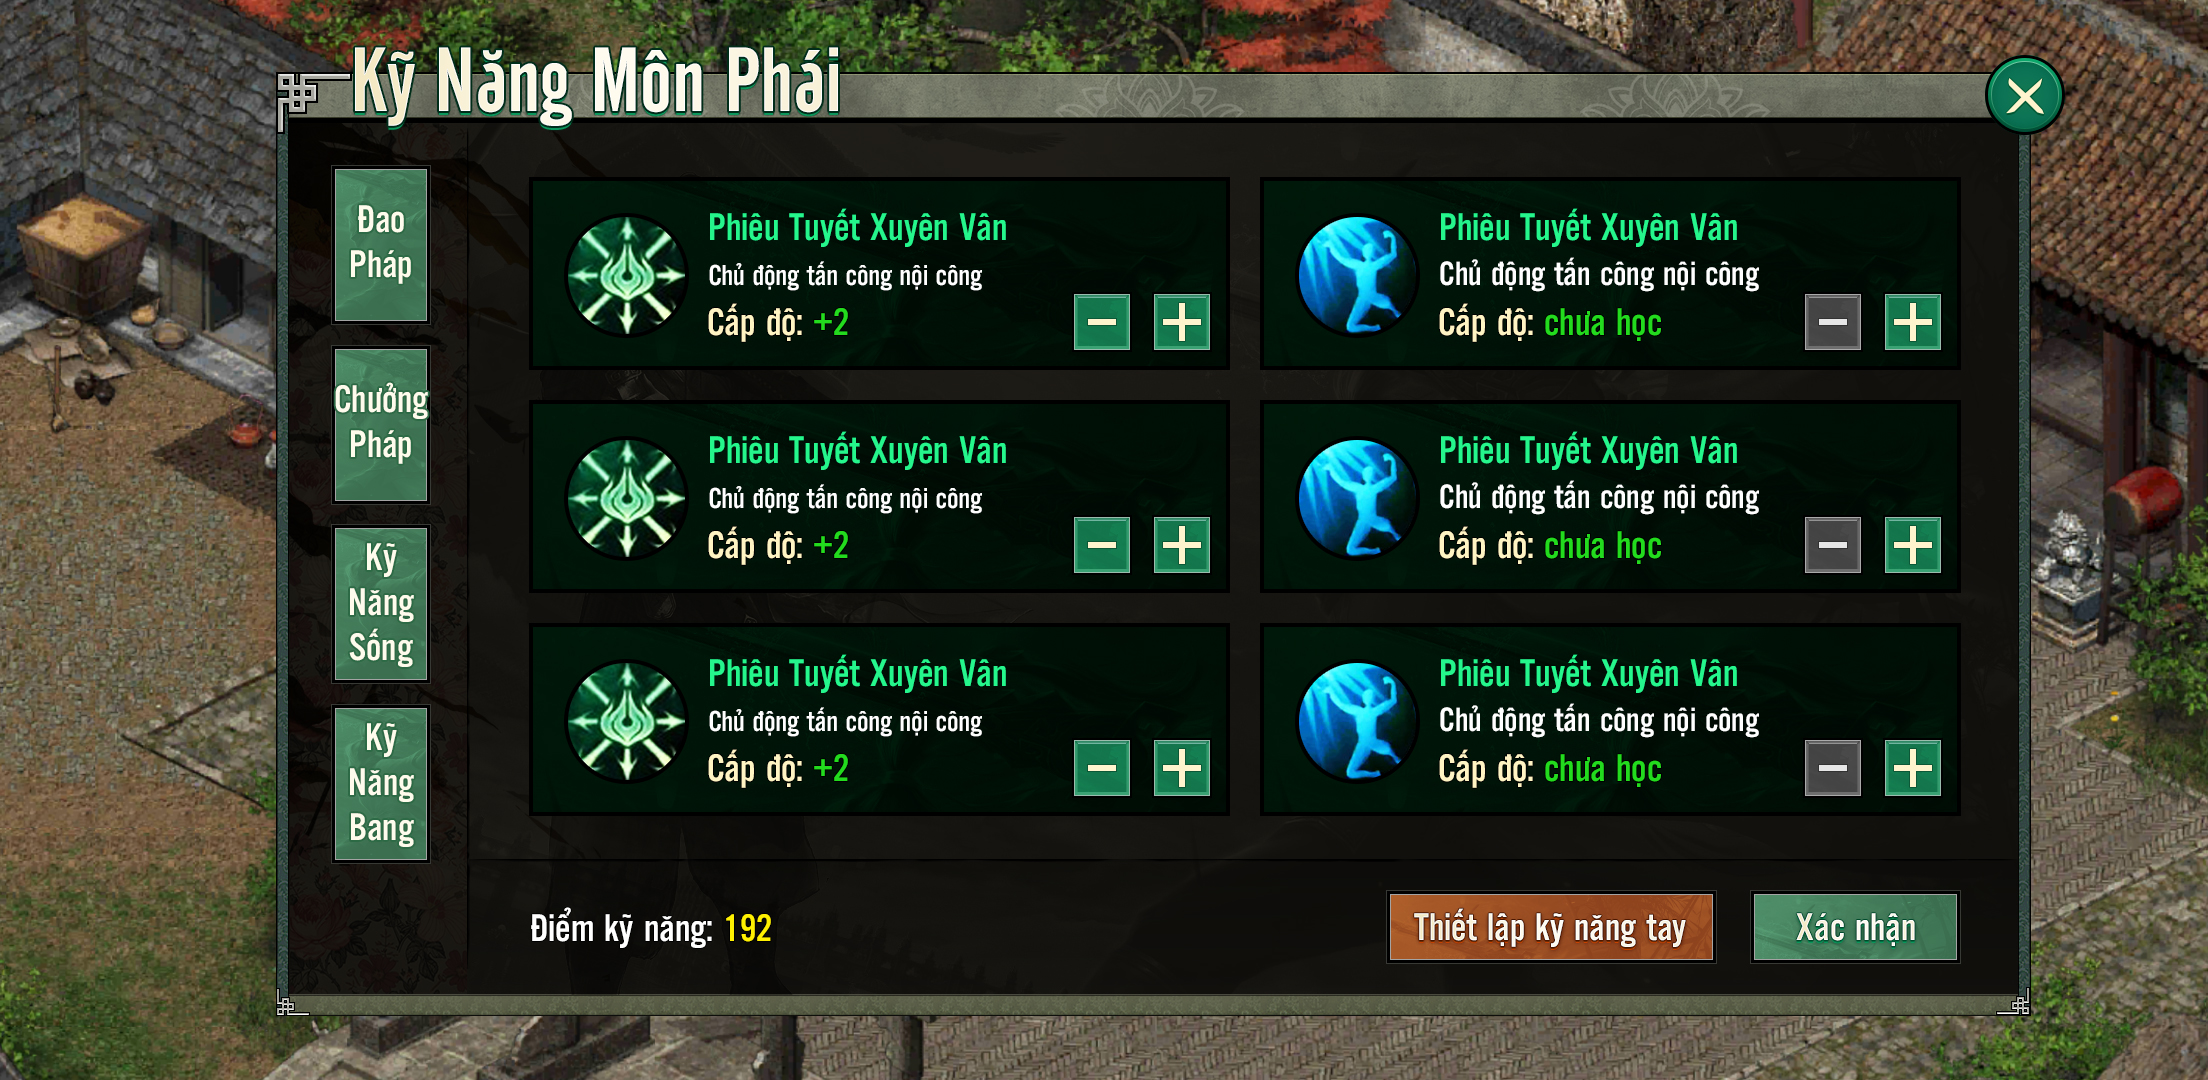 Kỹ Năng Môn Phái
Đao
Pháp
Chưởng
Pháp
Kỹ
Năng
Sống
Kỹ
Năng
Bang
Phiêu Tuyết Xuyên Vân
Chủ động tấn công nội công
Cấp độ: +2
Phiêu Tuyết Xuyên Vân
Chủ động tấn công nội công
Cấp độ: chưa học
Phiêu Tuyết Xuyên Vân
Chủ động tấn công nội công
Cấp độ: +2
Phiêu Tuyết Xuyên Vân
Chủ động tấn công nội công
Cấp độ: chưa học
Phiêu Tuyết Xuyên Vân
Chủ động tấn công nội công
Cấp độ: +2
Phiêu Tuyết Xuyên Vân
Chủ động tấn công nội công
Cấp độ: chưa học
Điểm kỹ năng: 192
Thiết lập kỹ năng tay
Xác nhận